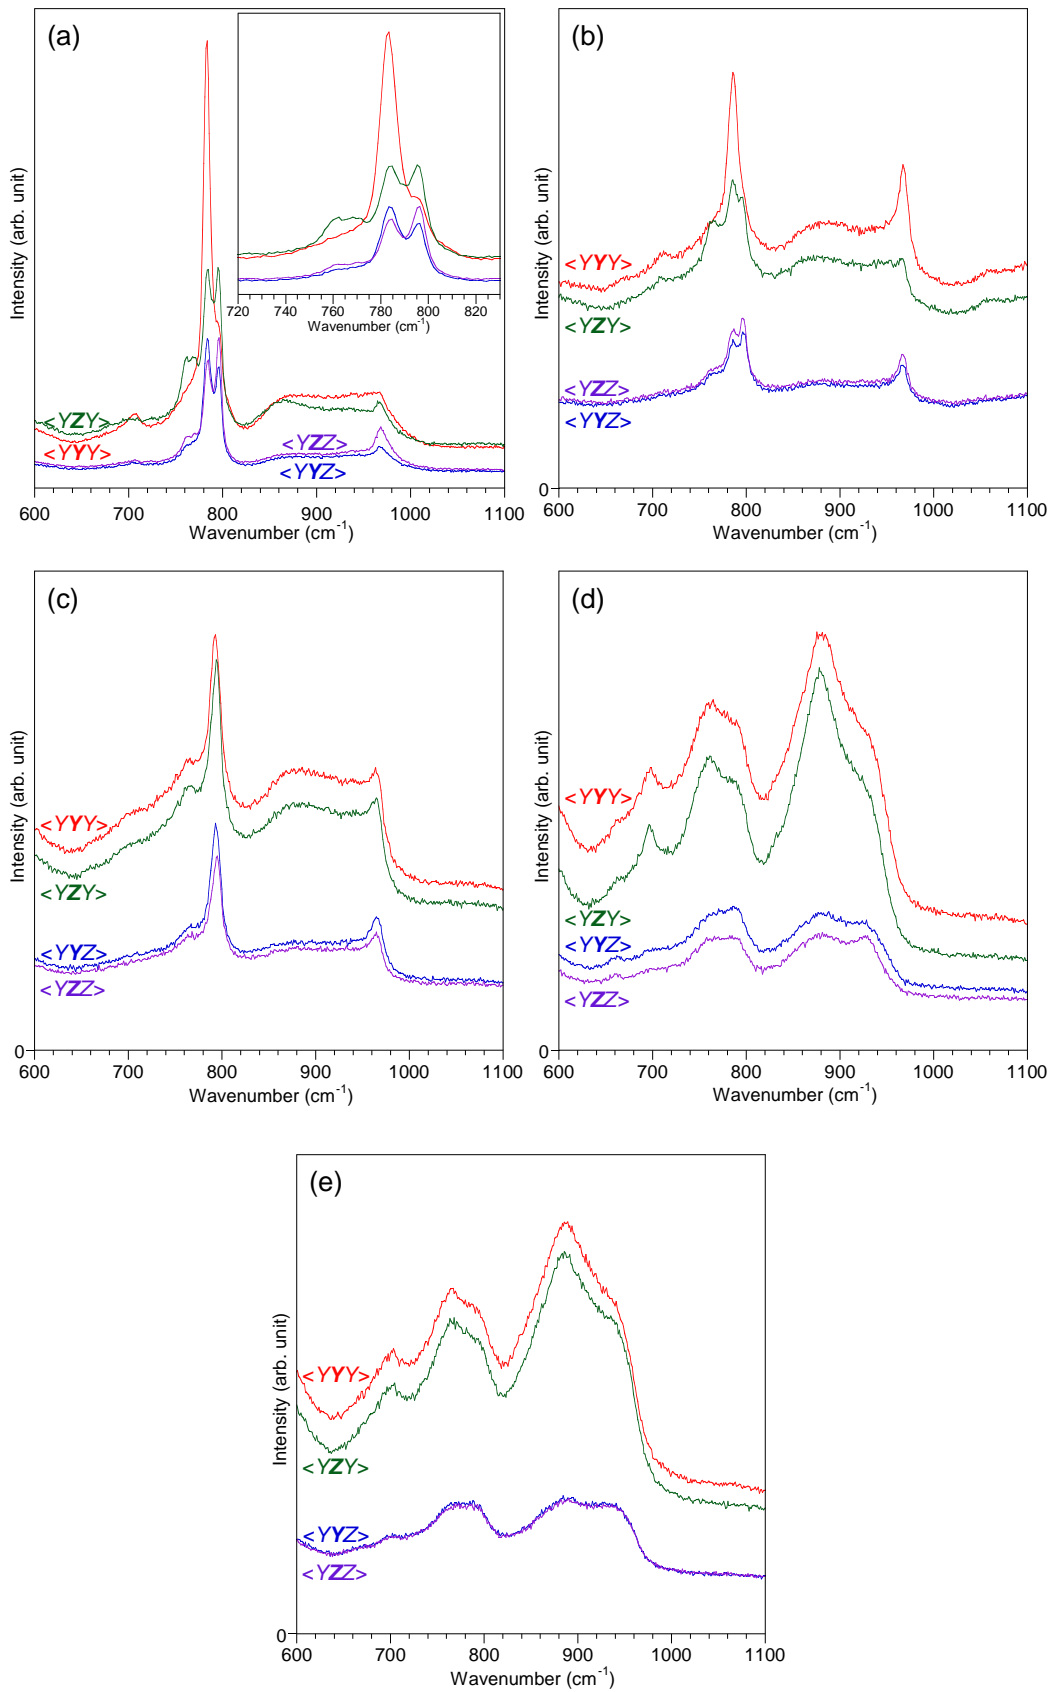 (a)
Intensity (arb. unit)
720 740 760 780 800 820
Wavenumber (cm-1)
<YZY>
<YYY>
<YZZ>
<YYZ>
600 700 800 900 1000 1100
Wavenumber (cm-1)
(b)
Intensity (arb. unit)
<YYY>
<YZY>
<YZZ>
<YYZ>
0
600 700 800 900 1000 1100
Wavenumber (cm-1)
(c)
Intensity (arb. unit)
<YYY>
<YZY>
<YYZ>
<YZZ>
0
600 700 800 900 1000 1100
Wavenumber (cm-1)
(d)
Intensity (arb. unit)
<YYY>
<YZY>
<YYZ>
<YZZ>
0
600 700 800 900 1000 1100
Wavenumber (cm-1)
(e)
Intensity (arb. unit)
<YYY>
<YZY>
<YYZ>
<YZZ>
0
600 700 800 900 1000 1100
Wavenumber (cm-1)